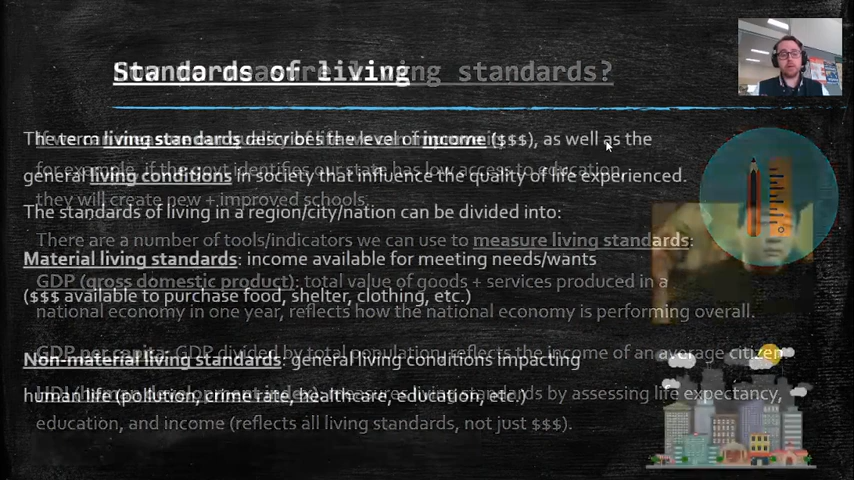 Standards of living
The term living standards describes the level of income ($$$), as well as the
general living conditions in society that influence the quality of life experienced.
The standards of living in a region/city/nation can be divided into:
Material living standards: income available for meeting needs/wants
($$$ available to purchase food, shelter, clothing, etc.)
Non-material living standards: general living conditions impacting
human life (pollution, crime rate, healthcare, education, etc.)
living standards?
for example, if the govt identifies our state has low access to education,
they will create new + improved schools.
There are a number of tools/indicators we can use to measure living standards:
GDP (gross domestic product): total value of goods + services produced in a
national economy in one year, reflects how the national economy is performing overall.
GDP per capita: GDP divided by total population, reflects the income of an average citizen
HDI (human development index): measures living standards by assessing life expectancy,
education, and income (reflects all living standards, not just $$$).